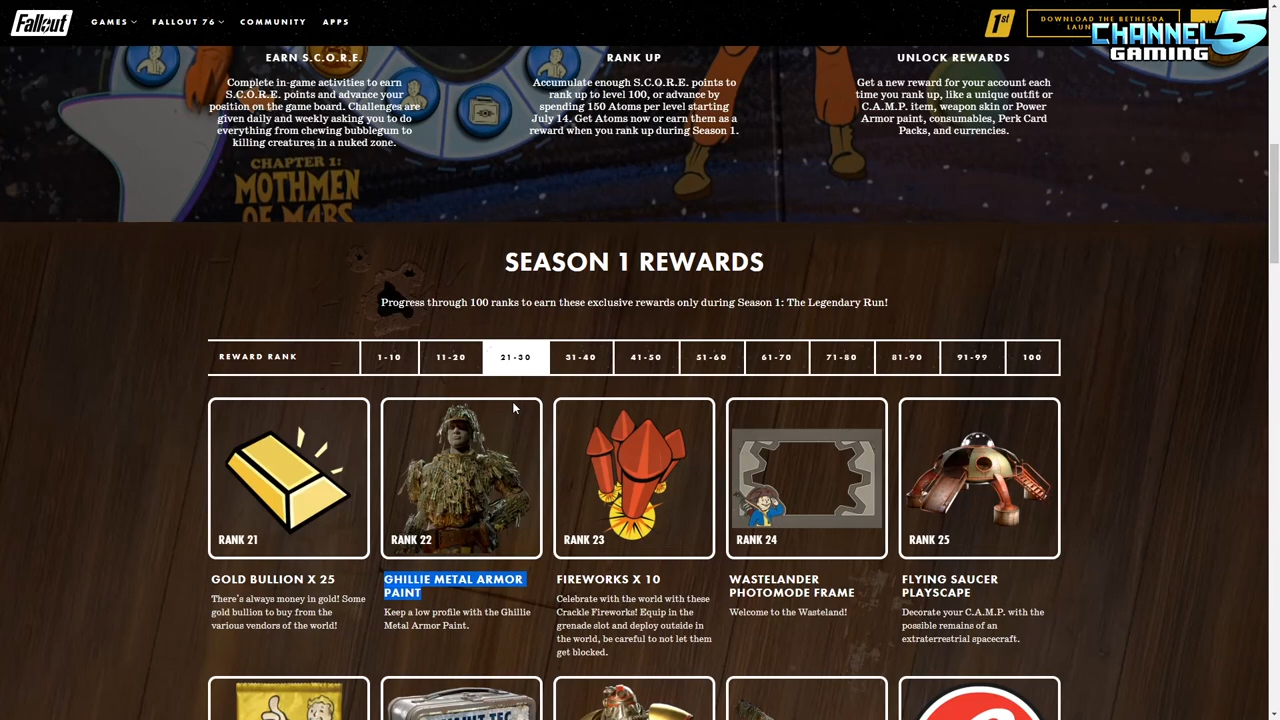 Fallout
GAMES
FALLOUT 76
COMMUNITY
APPS
1st
DOWNLOAD THE BETHESDA
CHANNEL 5
GAMING
EARN S.C.O.R.E.
Complete in-game activities to earn
S.C.O.R.E. points and advance your
position on the game board. Challenges are
given daily and weekly asking you to do
everything from chewing bubblegum to
killing creatures in a nuked zone.
RANK UP
Accumulate enough S.C.O.R.E. points to
rank up to level 100, or advance by
spending 150 Atoms per level starting
July 14. Get Atoms now or earn them as a
reward when you rank up during Season 1.
UNLOCK REWARDS
Get a new reward for your account each
time you rank up, like a unique outfit or
C.A.M.P. item, weapon skin or Power
Armor paint, consumables, Perk Card
Packs, and currencies.
CHAPTER 1:
MOTHMEN
OF MARS
SEASON 1 REWARDS
Progress through 100 ranks to earn these exclusive rewards only during Season 1: The Legendary Run!
REWARD RANK
1-10
11-20
21-30
31-40
41-50
51-60
61-70
71-80
81-90
91-99
100
RANK 21
RANK 22
RANK 23
RANK 24
RANK 25
GOLD BULLION X 25
There's always money in gold! Some
gold bullion to buy from the
various vendors of the world!
GHILLIE METAL ARMOR
PAINT
Keep a low profile with the Ghillie
Metal Armor Paint.
FIREWORKS X 10
Celebrate with the world with these
Crackle Fireworks! Equip in the
grenade slot and deploy outside in
the world, be careful to not let them
get blocked.
WASTELANDER
PHOTOMODE FRAME
Welcome to the Wasteland!
FLYING SAUCER
PLAYSCAPE
Decorate your C.A.M.P. with the
possible remains of an
extraterrestrial spacecraft.
VAULT-TEC